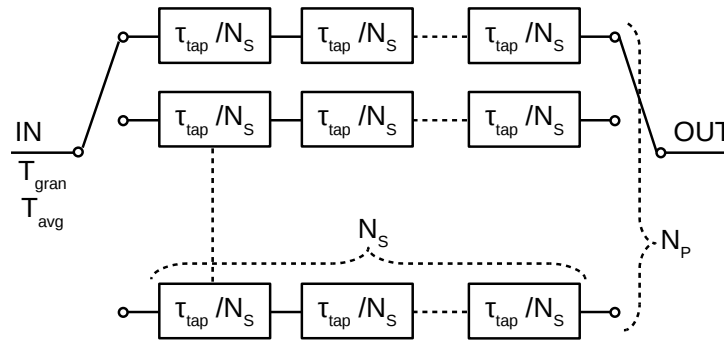 τtap /NS τtap /NS τtap /NS
τtap /NS τtap /NS τtap /NS
IN OUT
Tgran
Tavg
NS
NP
τtap /NS τtap /NS τtap /NS